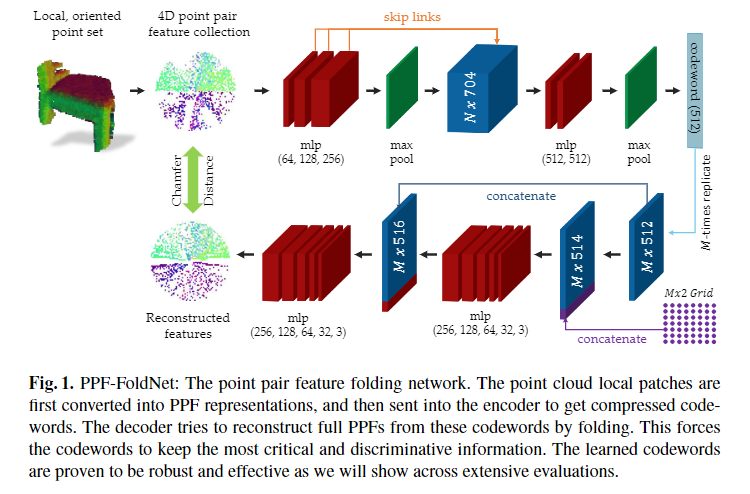 Local, oriented
point set
4D point pair
feature collection
skip links
mlp
(64, 128, 256)
max
pool
N x 704
mlp
(512, 512)
max
pool
codeword (512)
Chamfer
Distance
M-times replicate
concatenate
Reconstructed
features
mlp
(256, 128, 64, 32, 3)
M x 516
mlp
(256, 128, 64, 32, 3)
M x 514
M x 512
Mx2 Grid
concatenate
Fig. 1. PPF-FoldNet: The point pair feature folding network. The point cloud local patches are
first converted into PPF representations, and then sent into the encoder to get compressed code-
words. The decoder tries to reconstruct full PPFs from these codewords by folding. This forces
the codewords to keep the most critical and discriminative information. The learned codewords
are proven to be robust and effective as we will show across extensive evaluations.